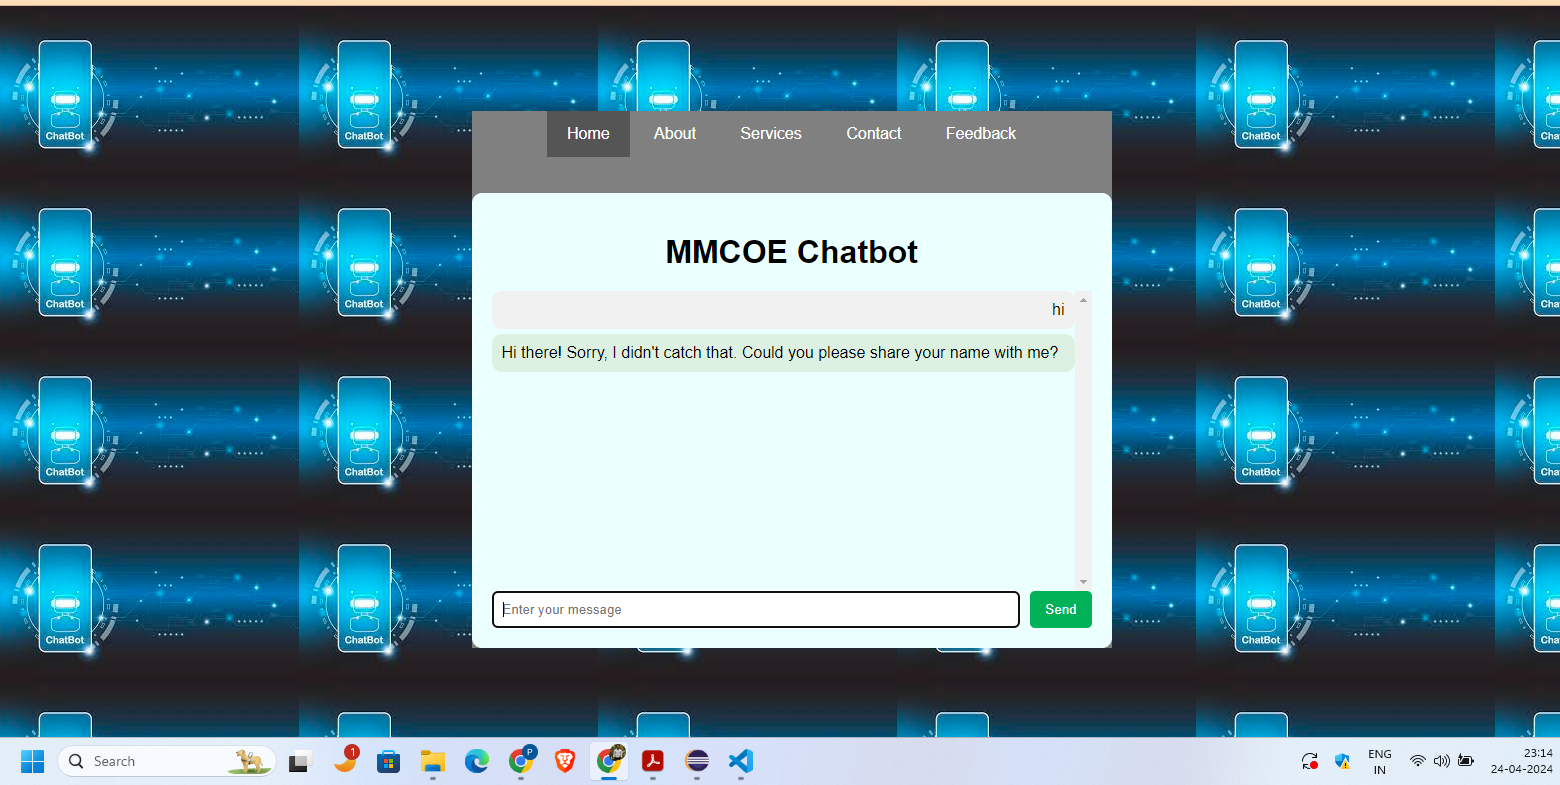 ChatBot ChatBot ChatBot Cha
Home About Services Contact Feedback
ChatBot ChatBot ChatBot Cha
MMCOE Chatbot
hi
Hi there! Sorry, I didn't catch that. Could you please share your name with me?
ChatBot ChatBot ChatBot Cha
Enter your message
Send
ChatBot ChatBot ChatBot Cha
Search
1
P
ENG
IN
23:14
24-04-2024